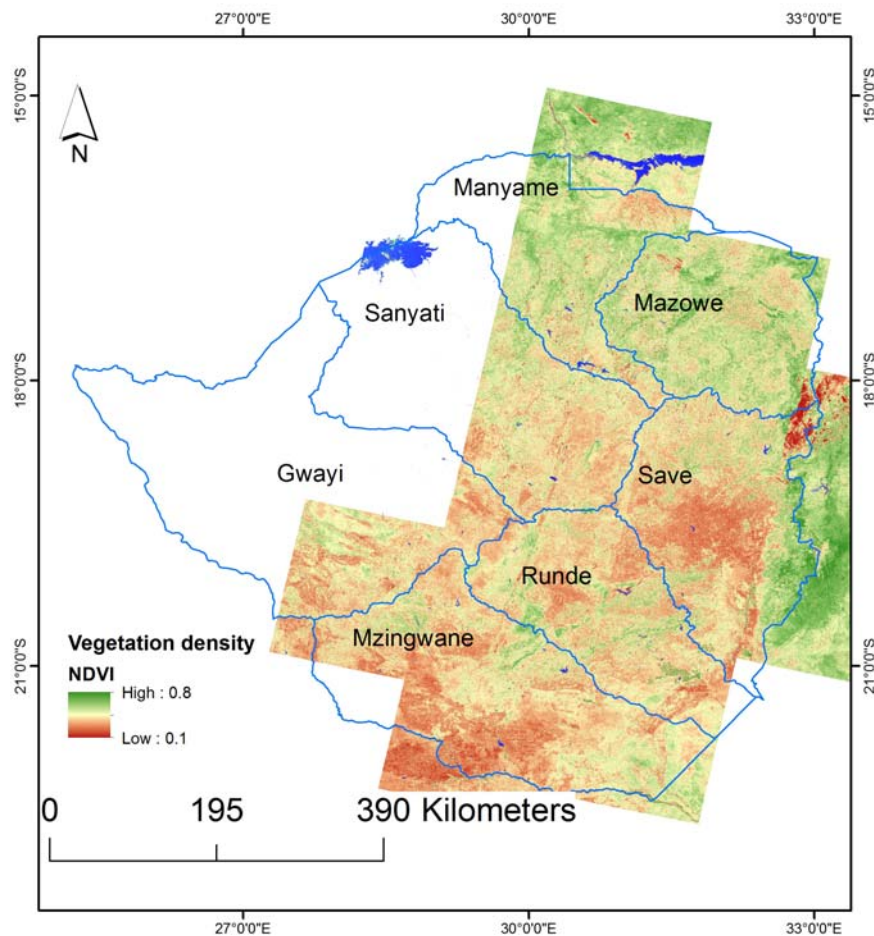 27°0'0"E 30°0'0"E 33°0'0"E
15°0'0"S 15°0'0"S
N
Manyame
Mazowe
Sanyati
18°0'0"S 18°0'0"S
Gwayi
Save
Runde
Mzingwane
Vegetation density
NDVI
High : 0.8
Low : 0.1
21°0'0"S 21°0'0"S
0 195 390 Kilometers
27°0'0"E 30°0'0"E 33°0'0"E